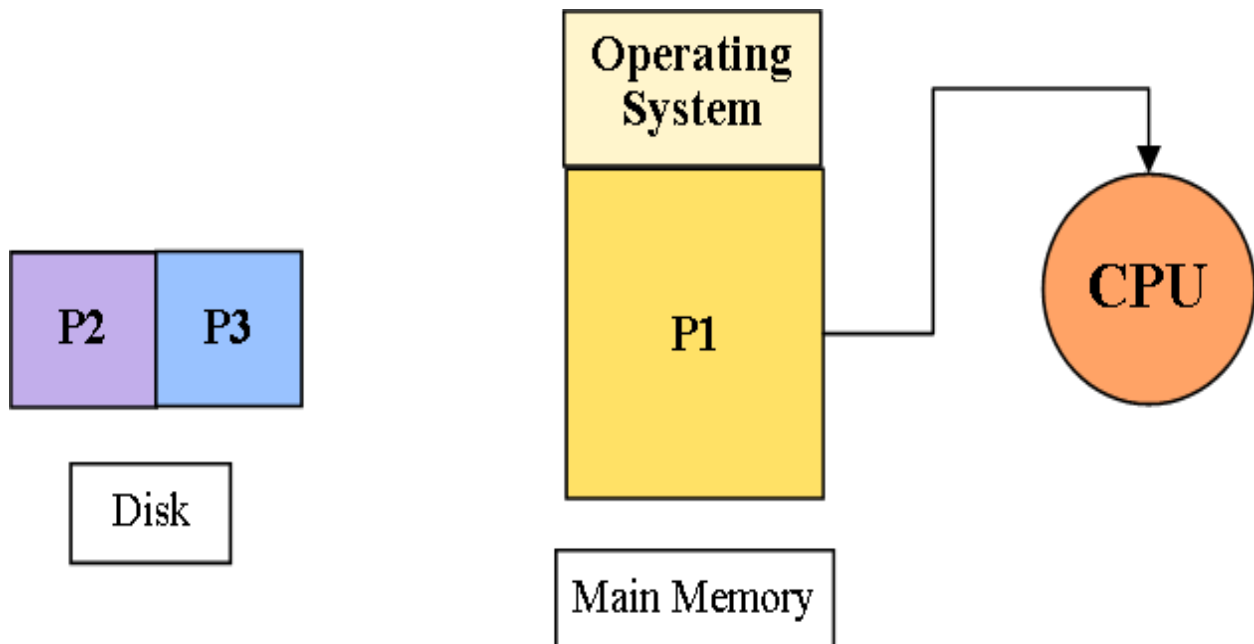 Operating
System
P2
P3
P1
CPU
Disk
Main Memory